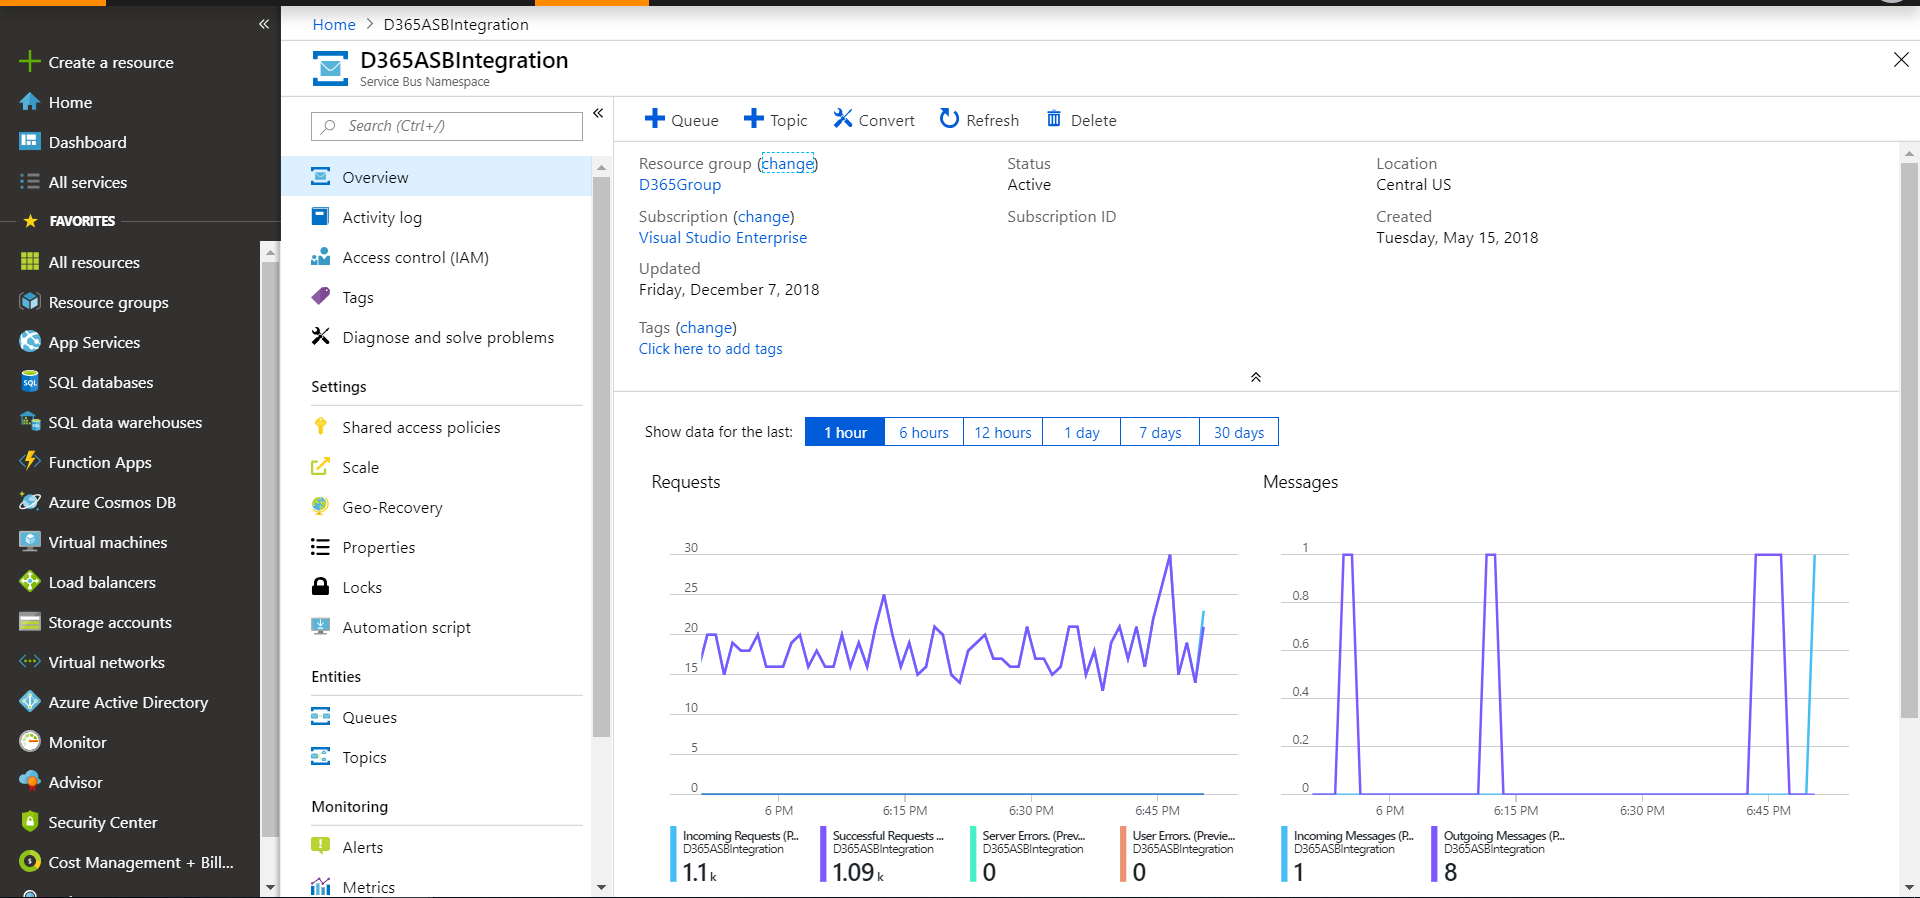 Create a resource
Home
Dashboard
All services
FAVORITES
All resources
Resource groups
App Services
SQL databases
SQL data warehouses
Function Apps
Azure Cosmos DB
Virtual machines
Load balancers
Storage accounts
Virtual networks
Azure Active Directory
Monitor
Advisor
Security Center
Cost Management + Bill...
Home > D365ASBIntegration
D365ASBIntegration
Service Bus Namespace
Search (Ctrl+/)
Overview
Activity log
Access control (IAM)
Tags
Diagnose and solve problems
Settings
Shared access policies
Scale
Geo-Recovery
Properties
Locks
Automation script
Entities
Queues
Topics
Monitoring
Alerts
Metrics
Queue Topic Convert Refresh Delete
Resource group (change)
D365Group
Subscription (change)
Visual Studio Enterprise
Updated
Friday, December 7, 2018
Tags (change)
Click here to add tags
Status
Active
Subscription ID
Location
Central US
Created
Tuesday, May 15, 2018
Show data for the last: 1 hour 6 hours 12 hours 1 day 7 days 30 days
Requests
30
25
20
15
10
5
0
6 PM 6:15 PM 6:30 PM 6:45 PM
Incoming Requests (P...
D365ASBIntegration
1.1 k
Successful Requests ...
D365ASBIntegration
1.09 k
Server Errors. (Prev...
D365ASBIntegration
0
User Errors. (Previe...
D365ASBIntegration
0
Messages
1
0.8
0.6
0.4
0.2
0
6 PM 6:15 PM 6:30 PM 6:45 PM
Incoming Messages (P...
D365ASBIntegration
1
Outgoing Messages (P...
D365ASBIntegration
8